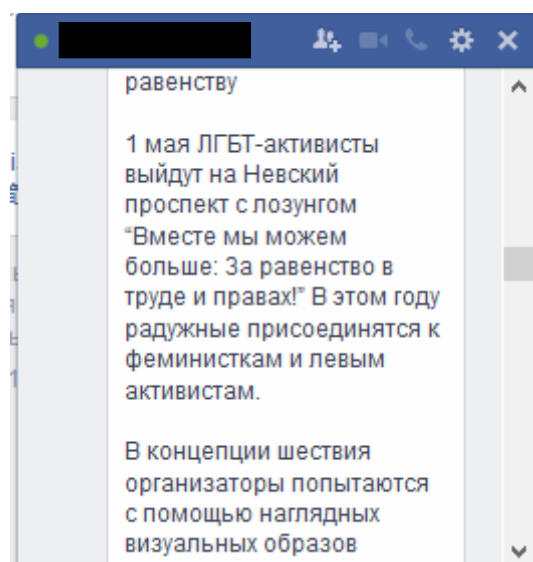 равенству
1 мая ЛГБТ-активисты
выйдут на Невский
проспект с лозунгом
“Вместе мы можем
больше: За равенство в
труде и правах!” В этом году
радужные присоединятся к
феминисткам и левым
активистам.
В концепции шествия
организаторы попытаются
с помощью наглядных
визуальных образов